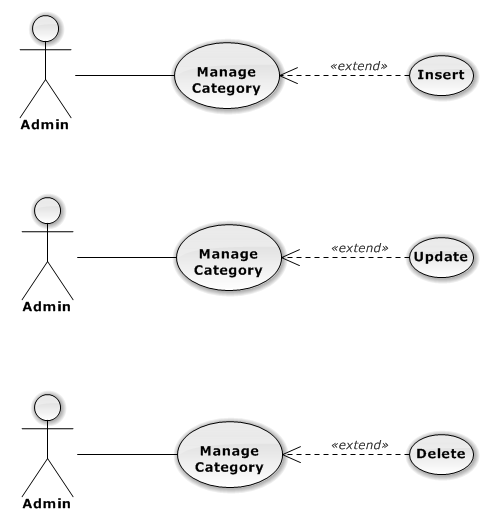 «extend»
Manage
Category
Insert
Admin
«extend»
Manage
Category
Update
Admin
«extend»
Manage
Category
Delete
Admin